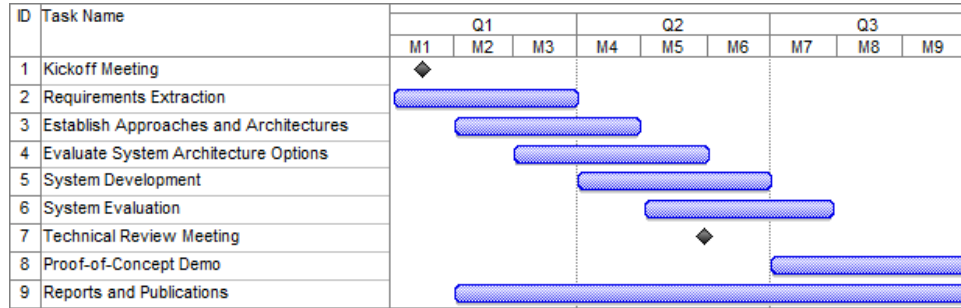 ID Task Name
Q1 Q2 Q3
M1 M2 M3 M4 M5 M6 M7 M8 M9
1 Kickoff Meeting
2 Requirements Extraction
3 Establish Approaches and Architectures
4 Evaluate System Architecture Options
5 System Development
6 System Evaluation
7 Technical Review Meeting
8 Proof-of-Concept Demo
9 Reports and Publications